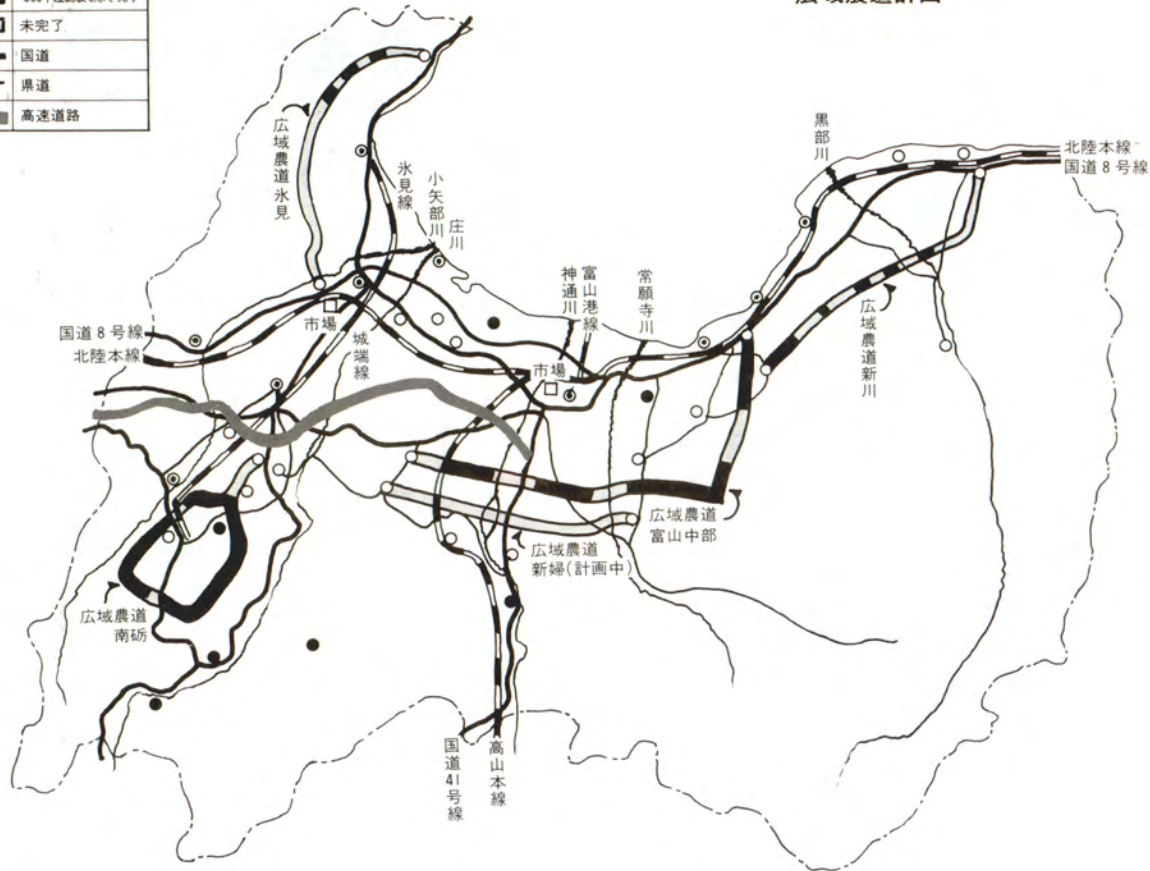 広域農道計画
未完了
国道
県道
高速道路
広域農道氷見
氷見線
小矢部川
庄川
神通川
富山港線
常願寺川
黒部川
北陸本線
国道8号線
広域農道新川
国道8号線
北陸本線
市場
城端線
市場
広域農道
富山中部
広域農道
新婦(計画中)
広域農道
南砺
国道41号線
高山本線